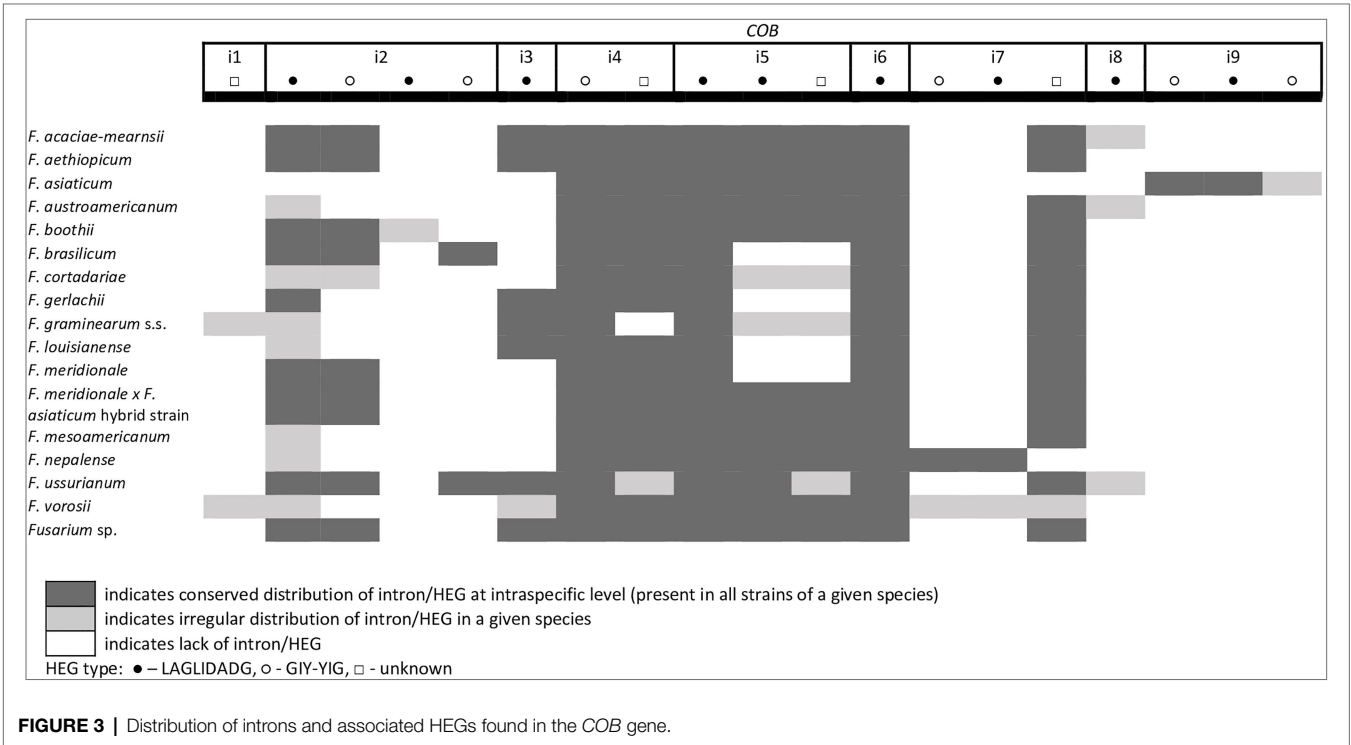 COB
i1 i2 i3 i4 i5 i6 i7 i8 i9
□ ● ○ ● ○ ● ○ □ ● ● □ ● ○ ● □ ● ○ ● ○
F. acaciae-mearnsii
F. aethiopicum
F. asiaticum
F. austroamericanum
F. boothii
F. brasilicum
F. cortadariae
F. gerlachii
F. graminearum s.s.
F. louisianense
F. meridionale
F. meridionale x F.
asiaticum hybrid strain
F. mesoamericanum
F. nepalense
F. ussurianum
F. vorosii
Fusarium sp.
indicates conserved distribution of intron/HEG at intraspecific level (present in all strains of a given species)
indicates irregular distribution of intron/HEG in a given species
indicates lack of intron/HEG
HEG type: ● – LAGLIDADG, ○ - GIY-YIG, □ - unknown
FIGURE 3 | Distribution of introns and associated HEGs found in the COB gene.